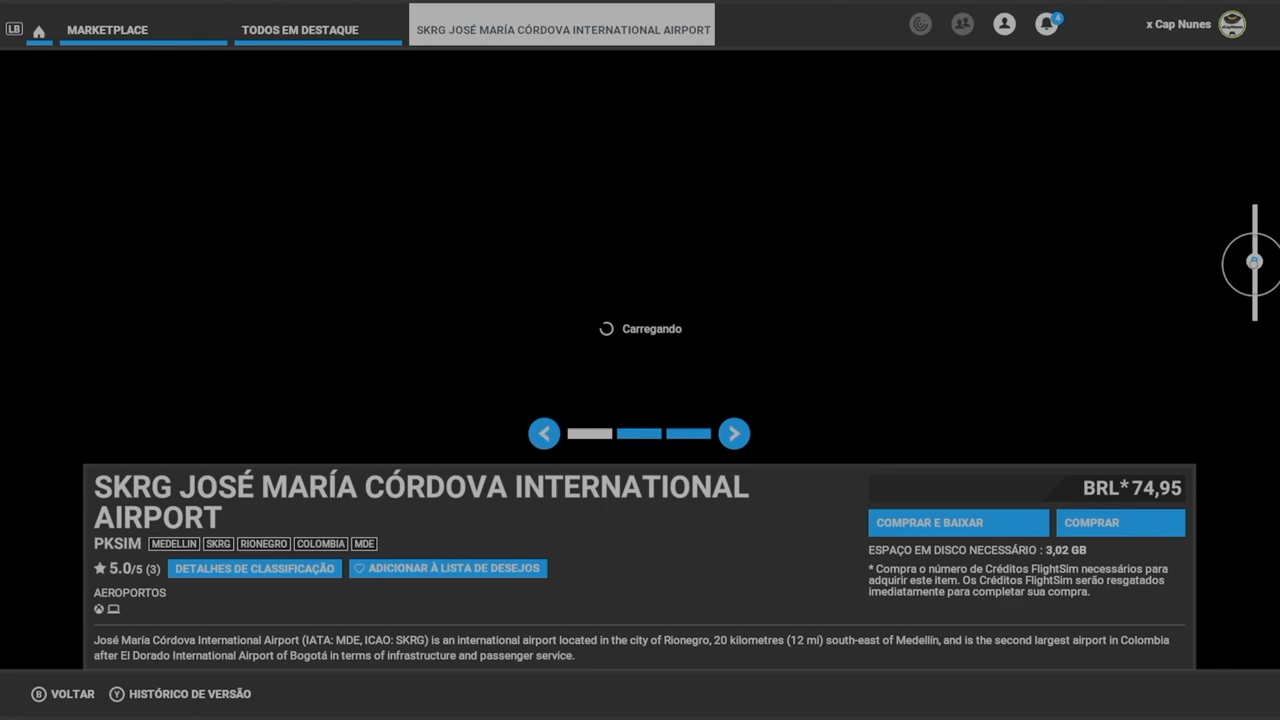 LB MARKETPLACE TODOS EM DESTAQUE SKRG JOSÉ MARÍA CÓRDOVA INTERNATIONAL AIRPORT 4 x Cap Nunes
Carregando
SKRG JOSÉ MARÍA CÓRDOVA INTERNATIONAL
AIRPORT
PKSIM MEDELLIN SKRG RIONEGRO COLOMBIA MDE
5.0/5 (3) DETALHES DE CLASSIFICAÇÃO ADICIONAR À LISTA DE DESEJOS
AEROPORTOS
BRL* 74,95
COMPRAR E BAIXAR COMPRAR
ESPAÇO EM DISCO NECESSÁRIO : 3,02 GB
* Compra o número de Créditos FlightSim necessários para
adquirir este item. Os Créditos FlightSim serão resgatados
imediatamente para completar sua compra.
José María Córdova International Airport (IATA: MDE, ICAO: SKRG) is an international airport located in the city of Rionegro, 20 kilometres (12 mi) south-east of Medellín, and is the second largest airport in Colombia
after El Dorado International Airport of Bogotá in terms of infrastructure and passenger service.
B VOLTAR Y HISTÓRICO DE VERSÃO